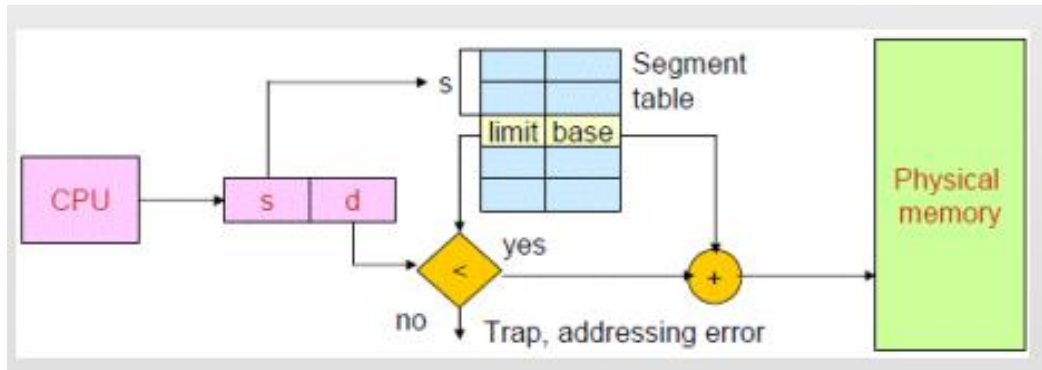 s
Segment
table
limit base
CPU
s d
Physical
memory
<
yes
+
no
Trap, addressing error